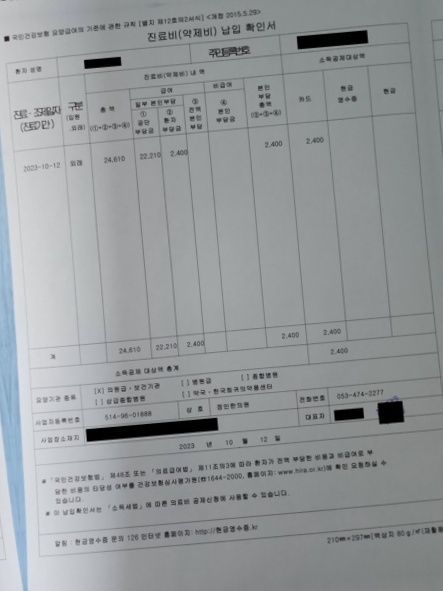 ■ 국민건강보험 요양급여의 기준에 관한 규칙 [별지 제12호의2서식] <개정 2015.5.29>
진료비(약제비) 납입 확인서
환자 성명
주민등록번호
진료비(약제비) 내 역
소득공제대상액
진료·조제일자 (진료기간)
구분 (입원·외래)
총 액 (①+②+③+④)
급여
일부 본인부담
① 공단 부담금
② 환자 부담금
③ 전액 본인 부담
비급여
④ 본인 부담금
본인 부담 총액 (②+③+④)
카드
현금 영수증
현금
2023-10-12 외래 24,610 22,210 2,400 2,400 2,400
계 24,610 22,210 2,400 2,400 2,400
소득공제 대상액 총계 2,400
요양기관 종류 [X] 의원급·보건기관 [ ] 병원급 [ ] 종합병원
[ ] 상급종합병원 [ ] 약국·한국희귀의약품센터
사업자등록번호 514-96-01888 상 호 경민한의원 전화번호 053-474-2277
사업장소재지 대표자
2023 년 10 월 12 일
※「국민건강보험법」제48조 또는 「의료급여법」제11조의3에 따라 환자가 전액 부담한 비용과 비급여로 부
담한 비용의 타당성 여부를 건강보험심사평가원(☎1644-2000, 홈페이지: www.hira.or.kr)에 확인 요청하실 수
있습니다.
※ 이 납입확인서는 「소득세법」에 따른 의료비 공제신청에 사용할 수 있습니다.
알림 : 현금영수증 문의 126 인터넷 홈페이지: http://현금영수증.kr
210㎜×297㎜[백상지 80ｇ/㎡(재활용